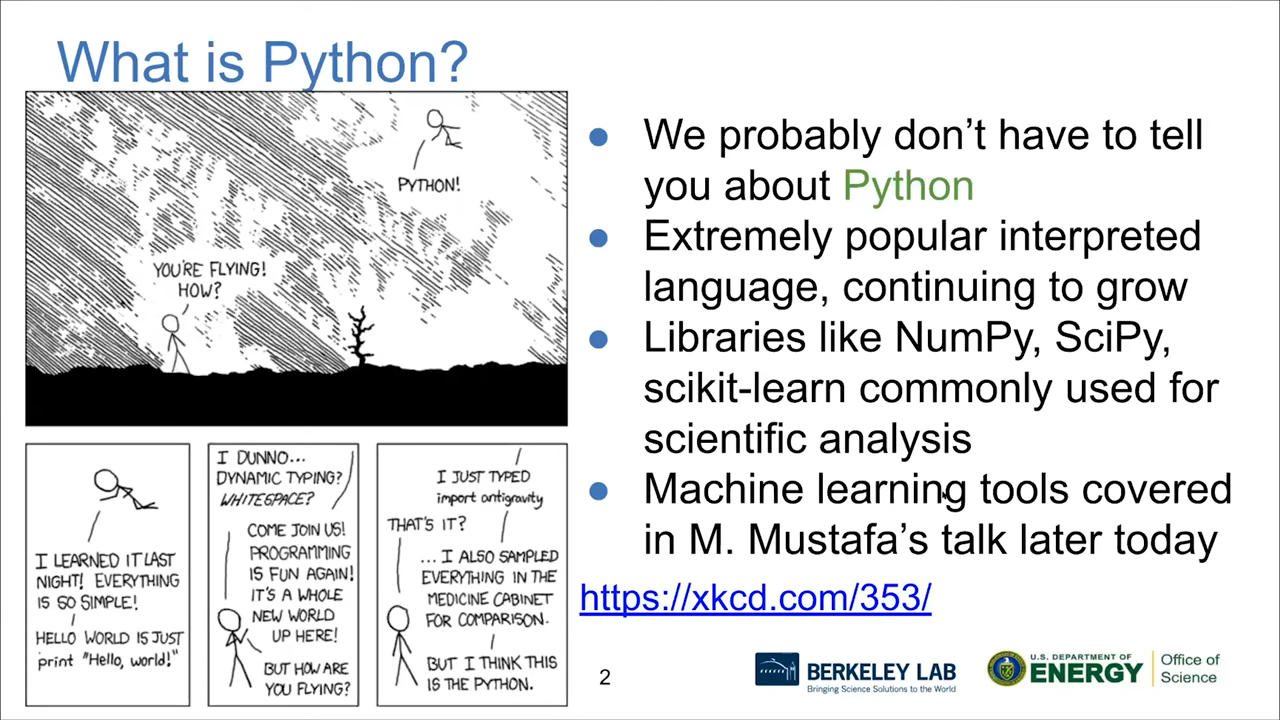 What is Python?
PYTHON!
YOU'RE FLYING!
HOW?
I LEARNED IT LAST
NIGHT! EVERYTHING
IS SO SIMPLE!
HELLO WORLD IS JUST
print "Hello, world!"
I DUNNO...
DYNAMIC TYPING?
WHITESPACE?
COME JOIN US!
PROGRAMMING
IS FUN AGAIN!
IT'S A WHOLE
NEW WORLD
UP HERE!
BUT HOW ARE
YOU FLYING?
I JUST TYPED
import antigravity
THAT'S IT?
...I ALSO SAMPLED
EVERYTHING IN THE
MEDICINE CABINET
FOR COMPARISON.
BUT I THINK THIS
IS THE PYTHON.
● We probably don't have to tell
you about Python
● Extremely popular interpreted
language, continuing to grow
● Libraries like NumPy, SciPy,
scikit-learn commonly used for
scientific analysis
● Machine learning tools covered
in M. Mustafa's talk later today
https://xkcd.com/353/
2
BERKELEY LAB
Bringing Science Solutions to the World
U.S. DEPARTMENT OF
ENERGY
Office of
Science